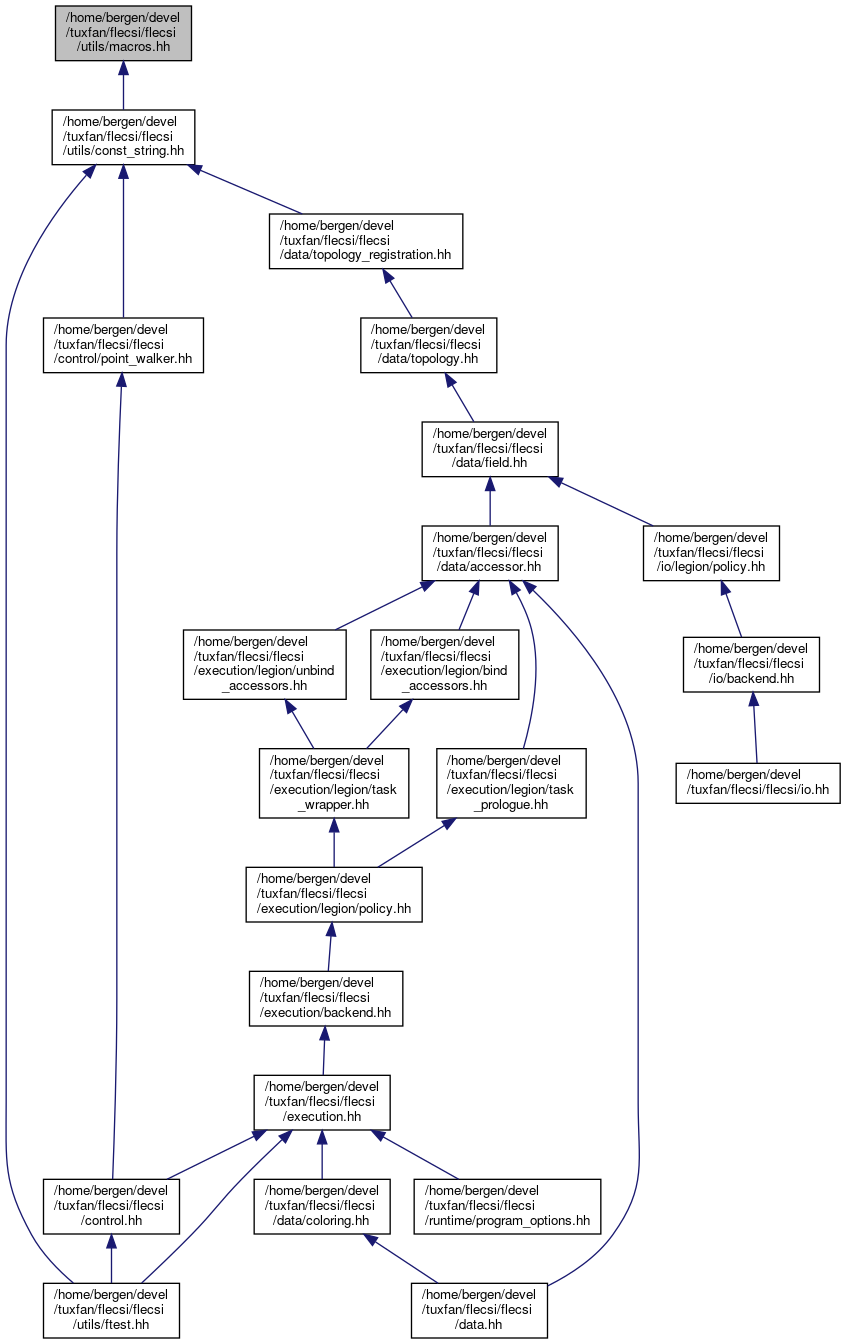 /home/bergen/devel
/tuxfan/flecsi/flecsi
/utils/macros.hh
/home/bergen/devel
/tuxfan/flecsi/flecsi
/utils/const_string.hh
/home/bergen/devel
/tuxfan/flecsi/flecsi
/data/topology_registration.hh
/home/bergen/devel
/tuxfan/flecsi/flecsi
/control/point_walker.hh
/home/bergen/devel
/tuxfan/flecsi/flecsi
/data/topology.hh
/home/bergen/devel
/tuxfan/flecsi/flecsi
/data/field.hh
/home/bergen/devel
/tuxfan/flecsi/flecsi
/data/accessor.hh
/home/bergen/devel
/tuxfan/flecsi/flecsi
/io/legion/policy.hh
/home/bergen/devel
/tuxfan/flecsi/flecsi
/execution/legion/unbind
_accessors.hh
/home/bergen/devel
/tuxfan/flecsi/flecsi
/execution/legion/bind
_accessors.hh
/home/bergen/devel
/tuxfan/flecsi/flecsi
/io/backend.hh
/home/bergen/devel
/tuxfan/flecsi/flecsi
/execution/legion/task
_wrapper.hh
/home/bergen/devel
/tuxfan/flecsi/flecsi
/execution/legion/task
_prologue.hh
/home/bergen/devel
/tuxfan/flecsi/flecsi/io.hh
/home/bergen/devel
/tuxfan/flecsi/flecsi
/execution/legion/policy.hh
/home/bergen/devel
/tuxfan/flecsi/flecsi
/execution/backend.hh
/home/bergen/devel
/tuxfan/flecsi/flecsi
/execution.hh
/home/bergen/devel
/tuxfan/flecsi/flecsi
/control.hh
/home/bergen/devel
/tuxfan/flecsi/flecsi
/data/coloring.hh
/home/bergen/devel
/tuxfan/flecsi/flecsi
/runtime/program_options.hh
/home/bergen/devel
/tuxfan/flecsi/flecsi
/utils/ftest.hh
/home/bergen/devel
/tuxfan/flecsi/flecsi
/data.hh